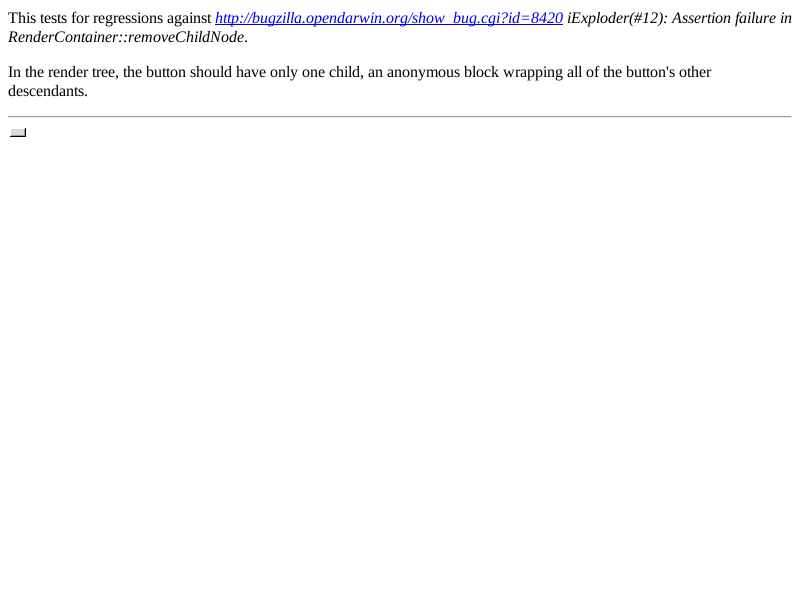 This tests for regressions against http://bugzilla.opendarwin.org/show_bug.cgi?id=8420 iExploder(#12): Assertion failure in
RenderContainer::removeChildNode.
In the render tree, the button should have only one child, an anonymous block wrapping all of the button's other
descendants.